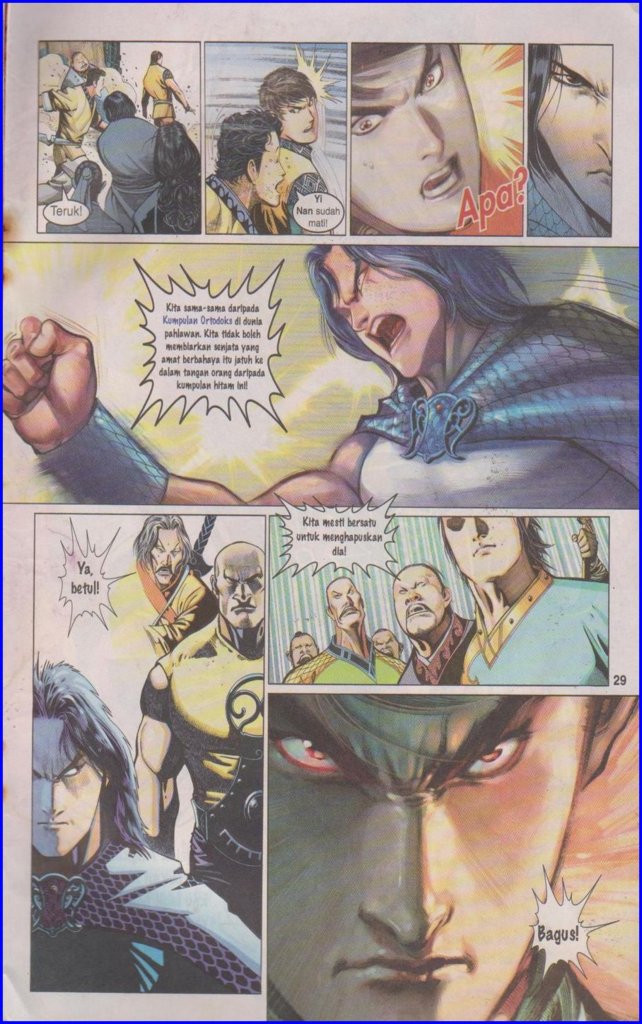 Teruk!
Yi
Nan sudah
mati!
Apa?
Kita sama-sama daripada
Kumpulan Ortodoks di dunia
pahlawan. Kita tidak boleh
membiarkan senjata yang
amat berbahaya itu jatuh ke
dalam tangan orang daripada
kumpulan hitam ini!
Ya,
betul!
Kita mesti bersatu
untuk menghapuskan
dia!
29
Bagus!